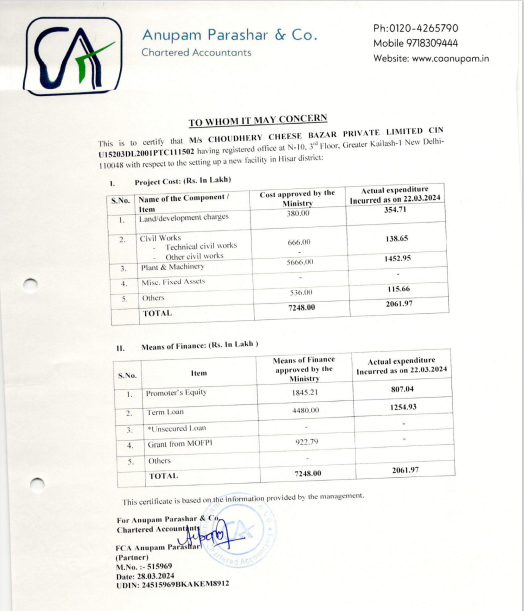 CA
Anupam Parashar & Co.
Chartered Accountants
Ph:0120-4265790
Mobile 9718309444
Website: www.caanupam.in
TO WHOM IT MAY CONCERN
This is to certify that M/s CHOUDHERY CHEESE BAZAR PRIVATE LIMITED CIN
U15203DL2001PTC111502 having registered office at N-10, 3rd Floor, Greater Kailash-1 New Delhi-
110048 with respect to the setting up a new facility in Hisar district:
I. Project Cost: (Rs. In Lakh)
S.No. Name of the Component / Item Cost approved by the Ministry Actual expenditure Incurred as on 22.03.2024
1. Land/development charges 380.00 354.71
2. Civil Works 666.00 138.65
- Technical civil works
- Other civil works -
3. Plant & Machinery 5666.00 1452.95
4. Misc. Fixed Assets - -
5. Others 536.00 115.66
TOTAL 7248.00 2061.97
II. Means of Finance: (Rs. In Lakh )
S.No. Item Means of Finance approved by the Ministry Actual expenditure Incurred as on 22.03.2024
1. Promoter's Equity 1845.21 807.04
2. Term Loan 4480.00 1254.93
3. *Unsecured Loan - -
4. Grant from MOFPI 922.79 -
5. Others -
TOTAL 7248.00 2061.97
This certificate is based on the information provided by the management.
For Anupam Parashar & Co.
Chartered Accountants
FCA Anupam Parashar
(Partner)
M.No. :- 515969
Date: 28.03.2024
UDIN: 24515969BKAKEM8912